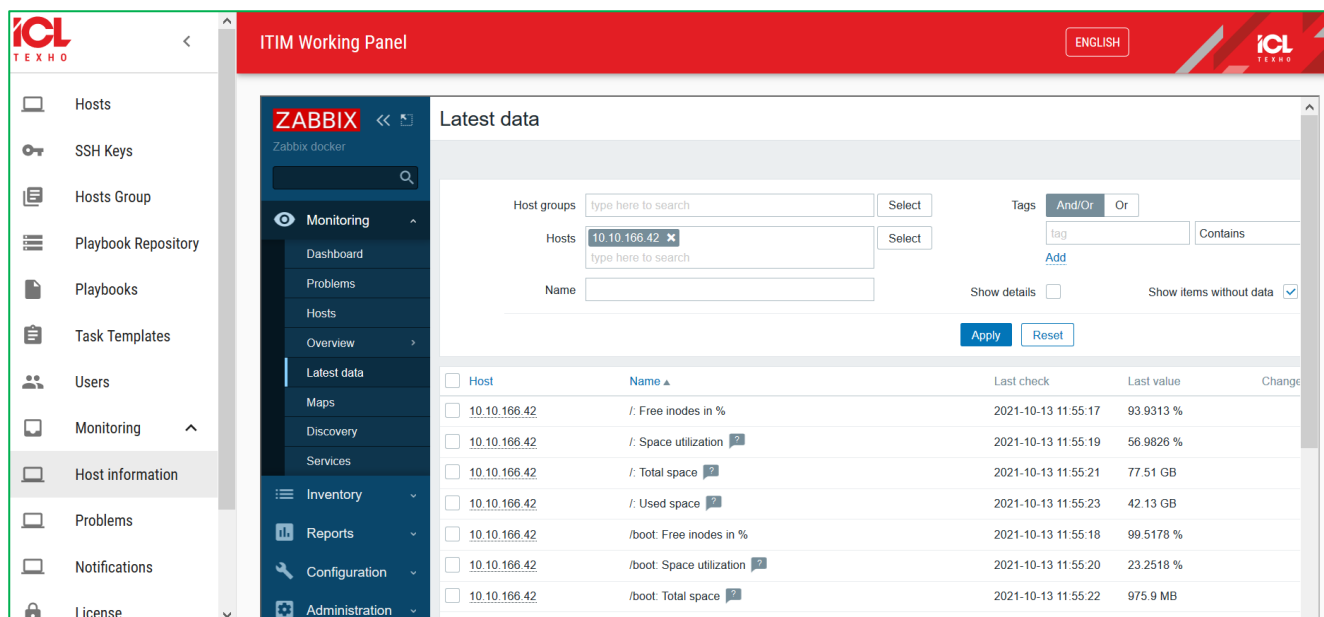 ICL
ТЕХНО
ITIM Working Panel
ENGLISH
ICL
ТЕХНО
Hosts
SSH Keys
Hosts Group
Playbook Repository
Playbooks
Task Templates
Users
Monitoring
Host information
Problems
Notifications
License
ZABBIX
Zabbix docker
Monitoring
Dashboard
Problems
Hosts
Overview
Latest data
Maps
Discovery
Services
Inventory
Reports
Configuration
Administration
Latest data
Host groups type here to search Select Tags And/Or Or
Hosts 10.10.166.42 Select tag Contains
type here to search Add
Name Show details Show items without data
Apply Reset
Host Name Last check Last value Change
10.10.166.42 /: Free inodes in % 2021-10-13 11:55:17 93.9313 %
10.10.166.42 /: Space utilization ? 2021-10-13 11:55:19 56.9826 %
10.10.166.42 /: Total space ? 2021-10-13 11:55:21 77.51 GB
10.10.166.42 /: Used space ? 2021-10-13 11:55:23 42.13 GB
10.10.166.42 /boot: Free inodes in % 2021-10-13 11:55:18 99.5178 %
10.10.166.42 /boot: Space utilization ? 2021-10-13 11:55:20 23.2518 %
10.10.166.42 /boot: Total space ? 2021-10-13 11:55:22 975.9 MB